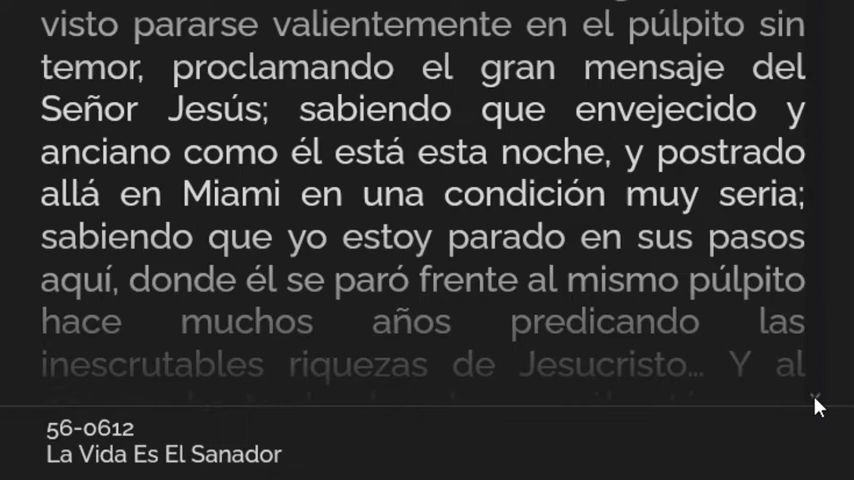 visto pararse valientemente en el púlpito sin
temor, proclamando el gran mensaje del
Señor Jesús; sabiendo que envejecido y
anciano como él está esta noche, y postrado
allá en Miami en una condición muy seria;
sabiendo que yo estoy parado en sus pasos
aquí, donde él se paró frente al mismo púlpito
hace muchos años predicando las
inescrutables riquezas de Jesucristo… Y al
56-0612
La Vida Es El Sanador